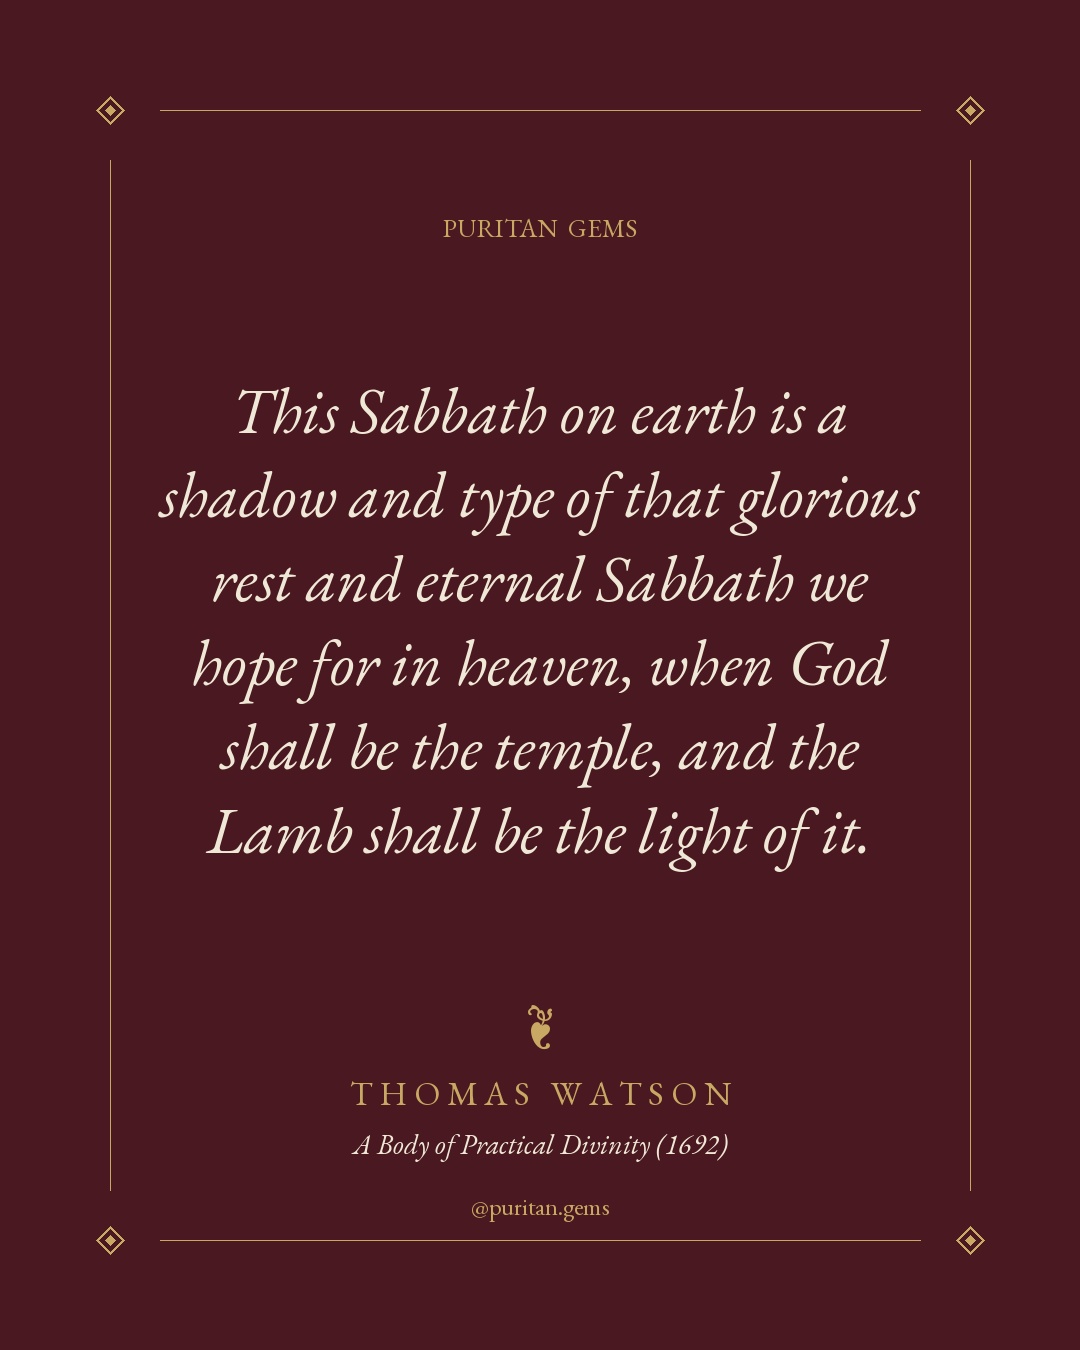 PURITAN GEMS
This Sabbath on earth is a
shadow and type of that glorious
rest and eternal Sabbath we
hope for in heaven, when God
shall be the temple, and the
Lamb shall be the light of it.
❦
THOMAS WATSON
A Body of Practical Divinity (1692)
@puritan.gems